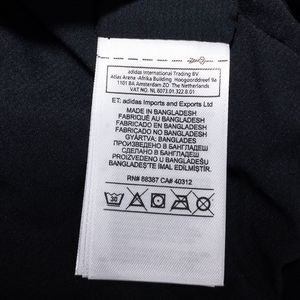 adidas International Trading BV
Atlas Arena -Afrika Building Hoogoorddreef 9a
1101 BA Amsterdam ZO The Netherlands
VAT NO. NL 8073.01.322.B.01
ET. adidas Imports and Exports Ltd
MADE IN BANGLADESH
FABRIQUÉ AU BANGLADESH
FABRICADO EN BANGLADESH
FABRICADO NO BANGLADESH
GYÁRTVA: BANGLADES
ПРОИЗВЕДЕНО В БАНГЛАДЕШ
СДЕЛАНО В БАНГЛАДЕШ
PROIZVEDENO U BANGLADEŠU
BANGLADEŞ'TE İMAL EDİLMİŞTİR.
RN# 88387 CA# 40312
30